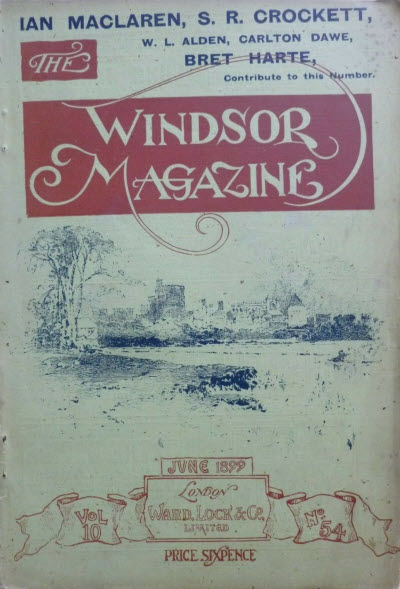 IAN MACLAREN, S. R. CROCKETT,
W. L. ALDEN, CARLTON DAWE,
BRET HARTE,
Contribute to this Number.
THE
WINDSOR
MAGAZINE
JUNE 1899
LONDON
WARD, LOCK & Co.
LIMITED
VOL
10
No.
54
PRICE SIXPENCE